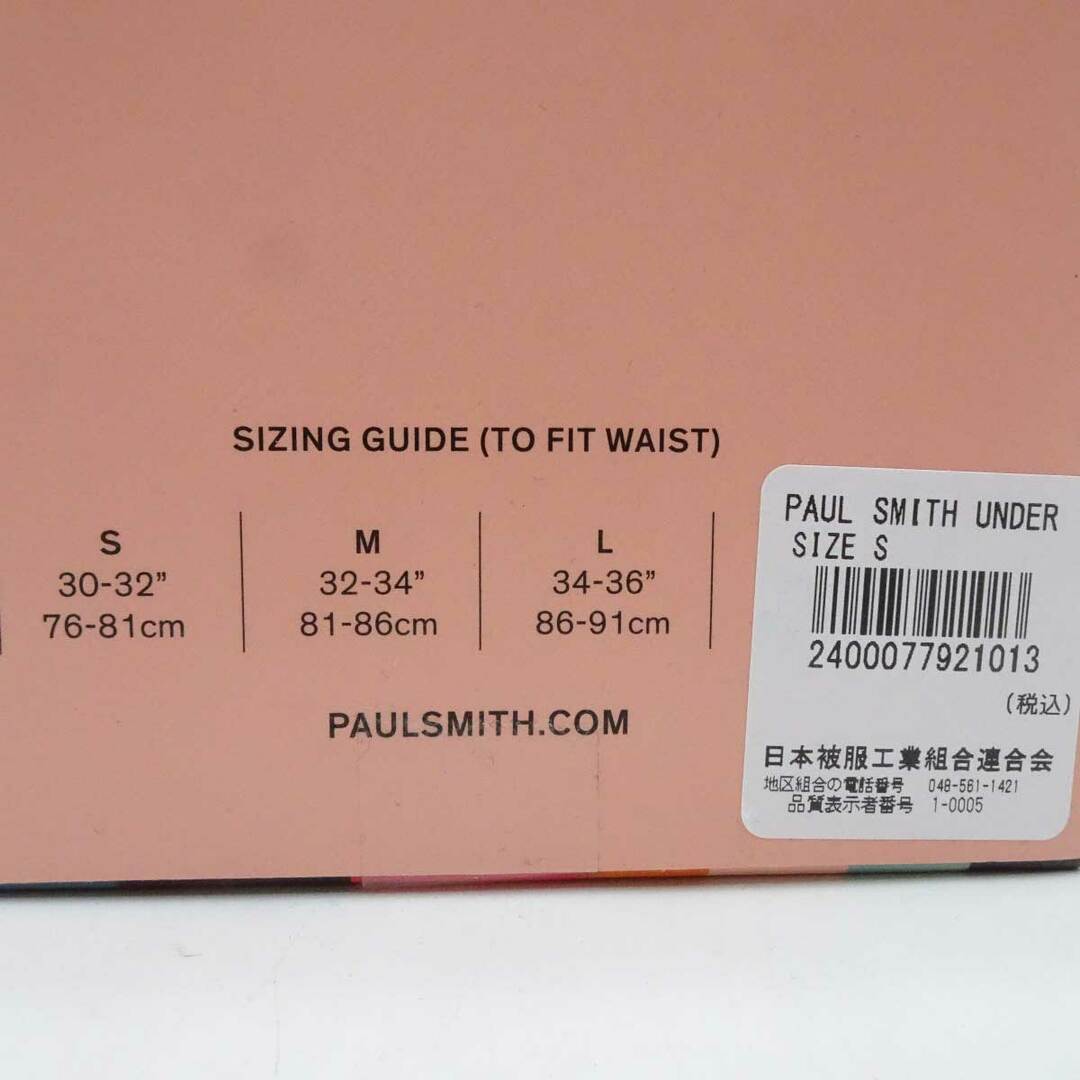 SIZING GUIDE (TO FIT WAIST)
S M L
30-32” 32-34” 34-36”
76-81cm 81-86cm 86-91cm
PAULSMITH.COM
PAUL SMITH UNDER
SIZE S
2400077921013
(税込)
日本被服工業組合連合会
地区組合の電話番号 048-561-1421
品質表示者番号 1-0005